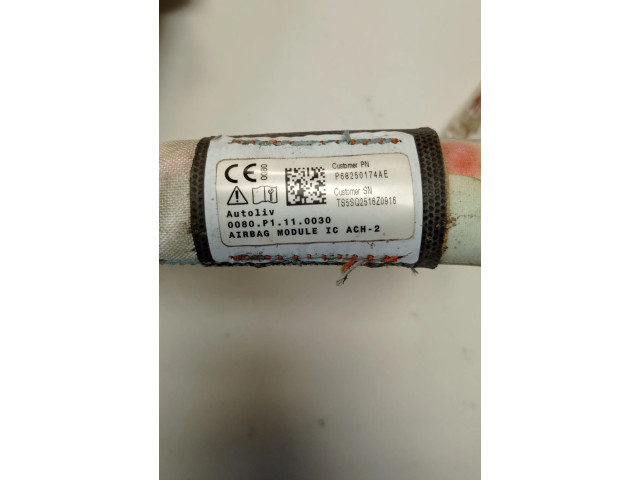 CE 0080
Customer PN
P68250174AE
Customer SN
TS5SQ2516Z0916
Autoliv
0080.P1.11.0030
AIRBAG MODULE IC ACH-2